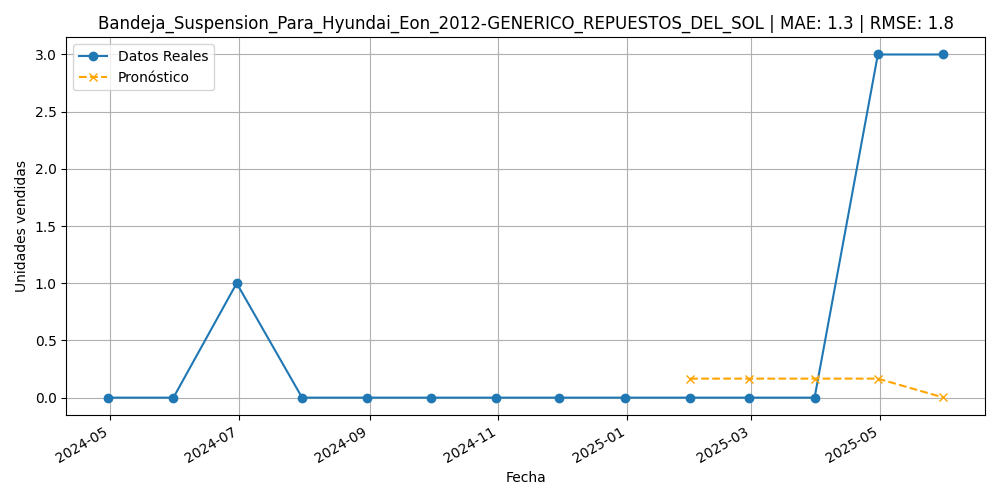 Bandeja_Suspension_Para_Hyundai_Eon_2012-GENERICO_REPUESTOS_DEL_SOL | MAE: 1.3 | RMSE: 1.8
Datos Reales
Pronóstico
Unidades vendidas
3.0
2.5
2.0
1.5
1.0
0.5
0.0
2024-05
2024-07
2024-09
2024-11
2025-01
2025-03
2025-05
Fecha